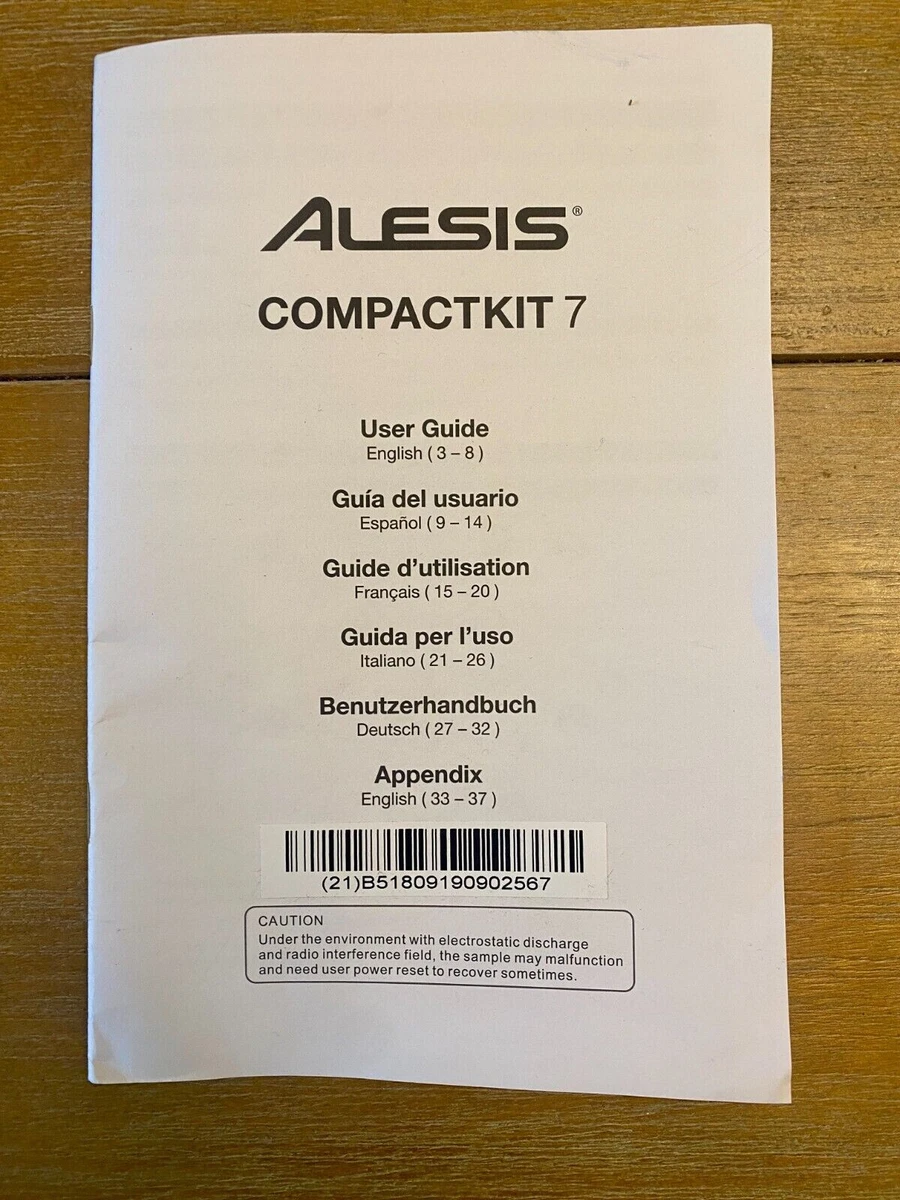 ALESIS®
COMPACTKIT 7
User Guide
English ( 3 – 8 )
Guía del usuario
Español ( 9 – 14 )
Guide d’utilisation
Français ( 15 – 20 )
Guida per l’uso
Italiano ( 21 – 26 )
Benutzerhandbuch
Deutsch ( 27 – 32 )
Appendix
English ( 33 – 37 )
(21)B51809190902567
CAUTION
Under the environment with electrostatic discharge
and radio interference field, the sample may malfunction
and need user power reset to recover sometimes.